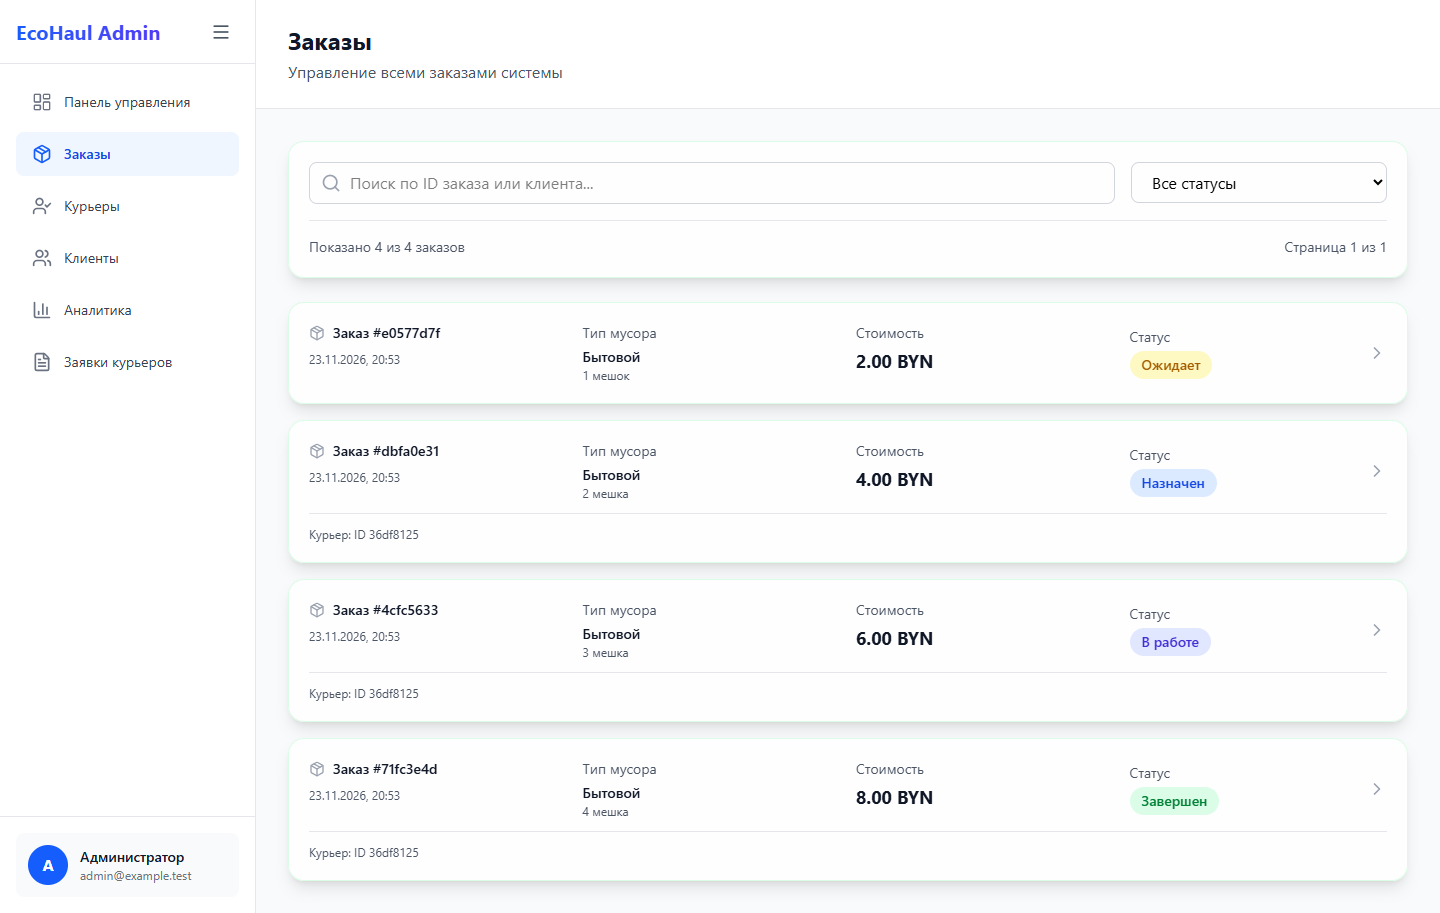 EcoHaul Admin
Панель управления
Заказы
Курьеры
Клиенты
Аналитика
Заявки курьеров
A
Администратор
admin@example.test
Заказы
Управление всеми заказами системы
Поиск по ID заказа или клиента...
Все статусы
Показано 4 из 4 заказов
Страница 1 из 1
Заказ #e0577d7f
23.11.2026, 20:53
Тип мусора
Бытовой
1 мешок
Стоимость
2.00 BYN
Статус
Ожидает
Заказ #dbfa0e31
23.11.2026, 20:53
Тип мусора
Бытовой
2 мешка
Стоимость
4.00 BYN
Статус
Назначен
Курьер: ID 36df8125
Заказ #4cfc5633
23.11.2026, 20:53
Тип мусора
Бытовой
3 мешка
Стоимость
6.00 BYN
Статус
В работе
Курьер: ID 36df8125
Заказ #71fc3e4d
23.11.2026, 20:53
Тип мусора
Бытовой
4 мешка
Стоимость
8.00 BYN
Статус
Завершен
Курьер: ID 36df8125